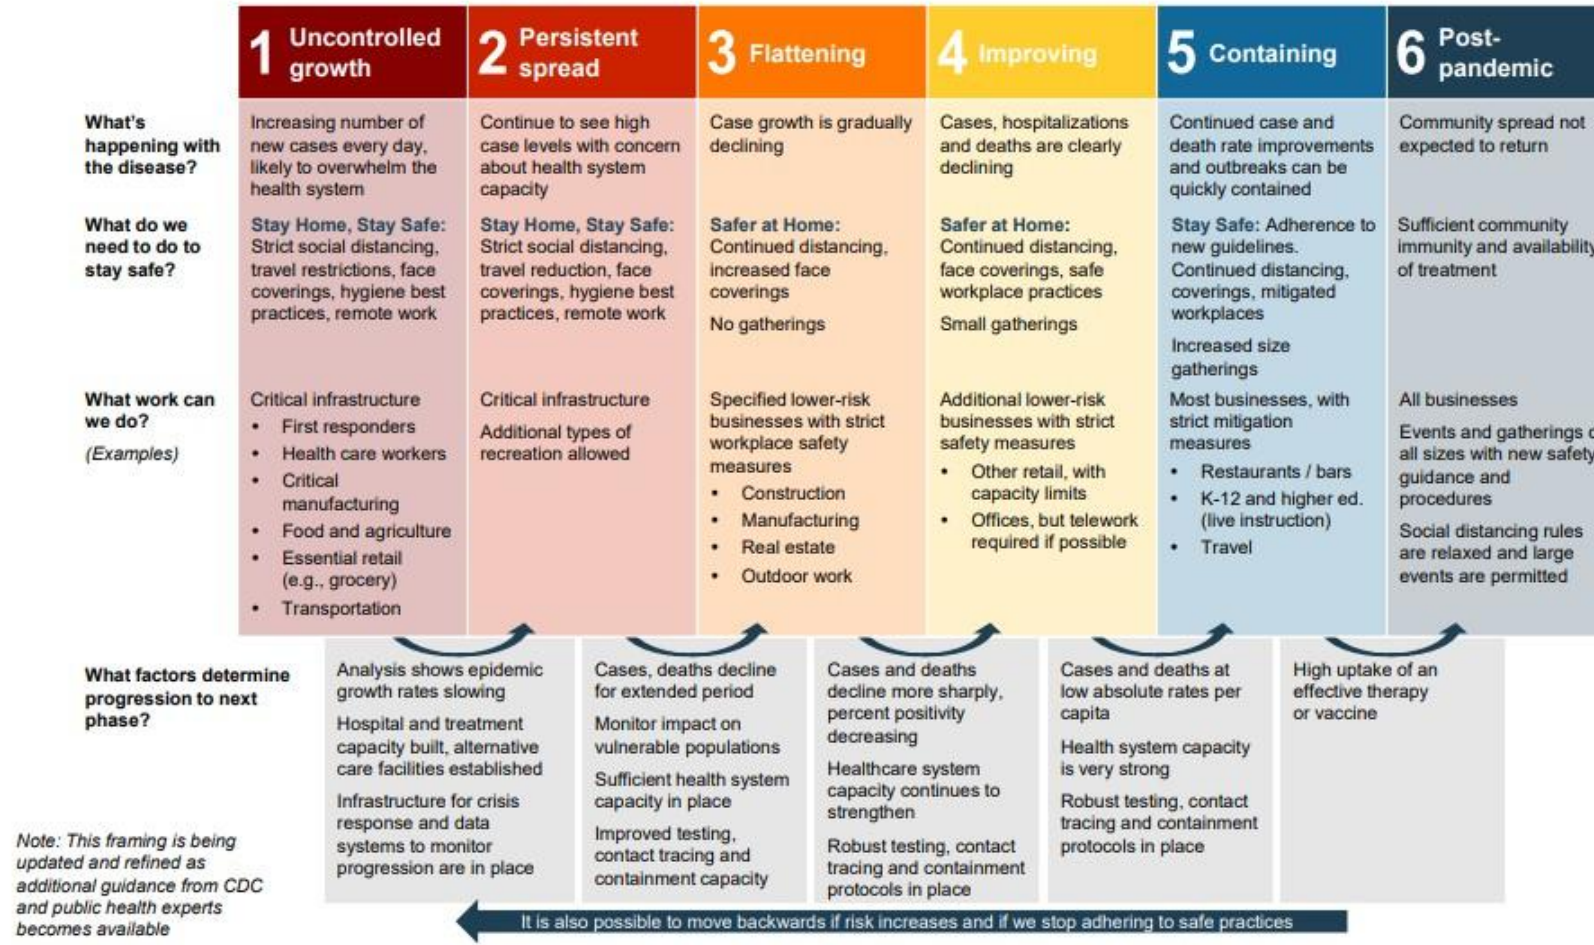 1 Uncontrolled
growth
2 Persistent
spread
3 Flattening
4 Improving
5 Containing
6 Post-
pandemic
What's
happening with
the disease?
Increasing number of
new cases every day,
likely to overwhelm the
health system
Continue to see high
case levels with concern
about health system
capacity
Case growth is gradually
declining
Cases, hospitalizations
and deaths are clearly
declining
Continued case and
death rate improvements
and outbreaks can be
quickly contained
Community spread not
expected to return
What do we
need to do to
stay safe?
Stay Home, Stay Safe:
Strict social distancing,
travel restrictions, face
coverings, hygiene best
practices, remote work
Stay Home, Stay Safe:
Strict social distancing,
travel reduction, face
coverings, hygiene best
practices, remote work
Safer at Home:
Continued distancing,
increased face
coverings
No gatherings
Safer at Home:
Continued distancing,
face coverings, safe
workplace practices
Small gatherings
Stay Safe: Adherence to
new guidelines.
Continued distancing,
coverings, mitigated
workplaces
Increased size
gatherings
Sufficient community
immunity and availability
of treatment
What work can
we do?
(Examples)
Critical infrastructure
• First responders
• Health care workers
• Critical
manufacturing
• Food and agriculture
• Essential retail
(e.g., grocery)
• Transportation
Critical infrastructure
Additional types of
recreation allowed
Specified lower-risk
businesses with strict
workplace safety
measures
• Construction
• Manufacturing
• Real estate
• Outdoor work
Additional lower-risk
businesses with strict
safety measures
• Other retail, with
capacity limits
• Offices, but telework
required if possible
Most businesses, with
strict mitigation
measures
• Restaurants / bars
• K-12 and higher ed.
(live instruction)
• Travel
All businesses
Events and gatherings
all sizes with new safety
guidance and
procedures
Social distancing rules
are relaxed and large
events are permitted
What factors determine
progression to next
phase?
Analysis shows epidemic
growth rates slowing
Hospital and treatment
capacity built, alternative
care facilities established
Infrastructure for crisis
response and data
systems to monitor
progression are in place
Cases, deaths decline
for extended period
Monitor impact on
vulnerable populations
Sufficient health system
capacity in place
Improved testing,
contact tracing and
containment capacity
Cases and deaths
decline more sharply,
percent positivity
decreasing
Healthcare system
capacity continues to
strengthen
Robust testing, contact
tracing and containment
protocols in place
Cases and deaths at
low absolute rates per
capita
Health system capacity
is very strong
Robust testing, contact
tracing and containment
protocols in place
High uptake of an
effective therapy
or vaccine
Note: This framing is being
updated and refined as
additional guidance from CDC
and public health experts
becomes available
It is also possible to move backwards if risk increases and if we stop adhering to safe practices